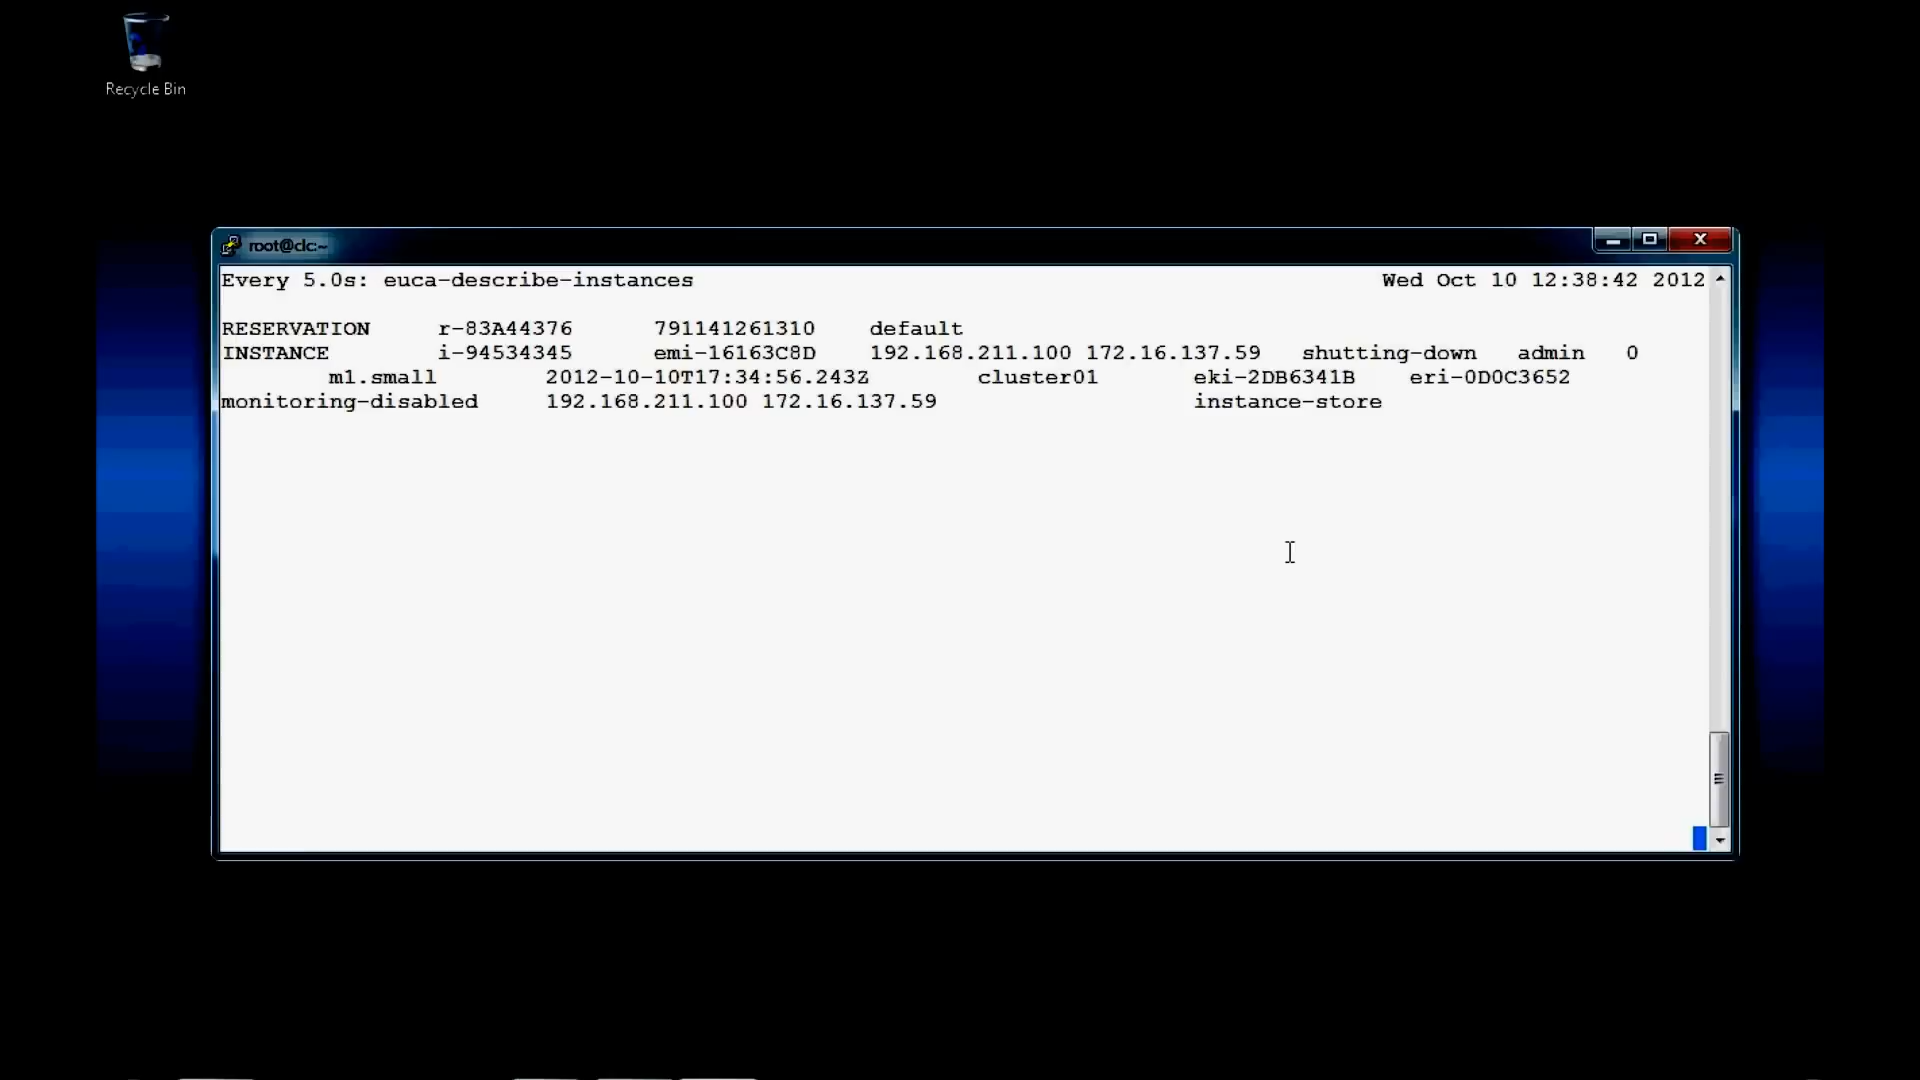 Recycle Bin
root@clc:~
Every 5.0s: euca-describe-instances Wed Oct 10 12:38:42 2012
RESERVATION r-83A44376 791141261310 default
INSTANCE i-94534345 emi-16163C8D 192.168.211.100 172.16.137.59 shutting-down admin 0
m1.small 2012-10-10T17:34:56.243Z cluster01 eki-2DB6341B eri-0D0C3652
monitoring-disabled 192.168.211.100 172.16.137.59 instance-store